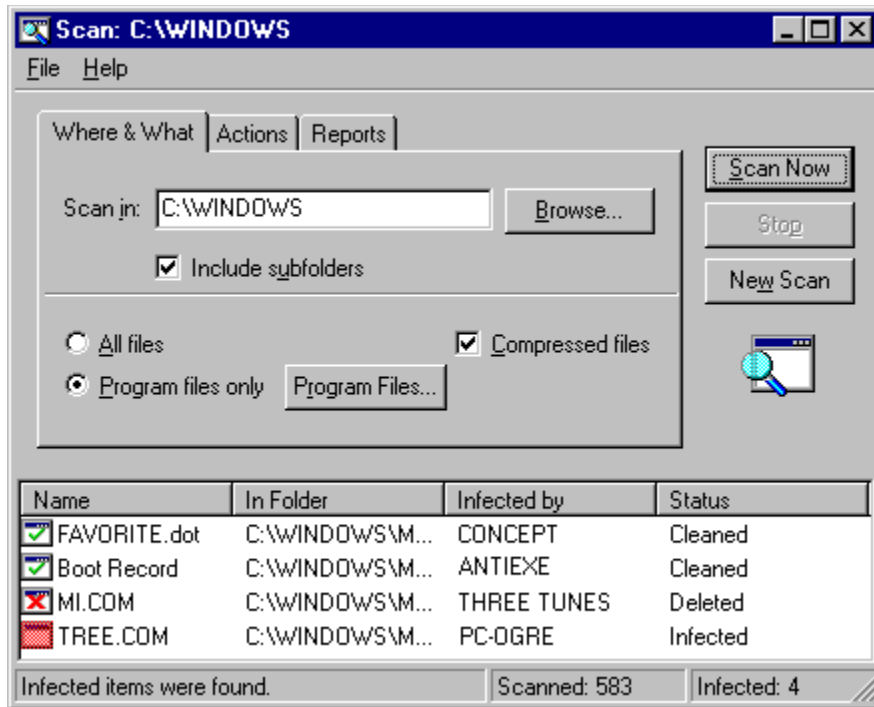 Scan: C:\WINDOWS
File Help
Where & What Actions Reports
Scan in: C:\WINDOWS Browse...
Include subfolders
All files Compressed files
Program files only Program Files...
Scan Now
Stop
New Scan
Name In Folder Infected by Status
FAVORITE.dot C:\WINDOWS\M... CONCEPT Cleaned
Boot Record C:\WINDOWS\M... ANTIEXE Cleaned
MI.COM C:\WINDOWS\M... THREE TUNES Deleted
TREE.COM C:\WINDOWS\M... PC-OGRE Infected
Infected items were found. Scanned: 583 Infected: 4